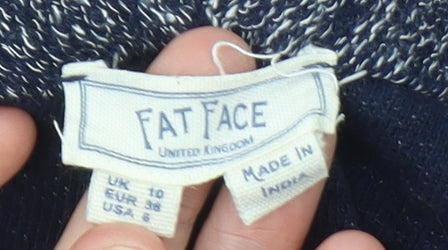 FAT FACE
UNITED KINGDOM
MADE IN
INDIA
UK 10
EUR 38
USA 6